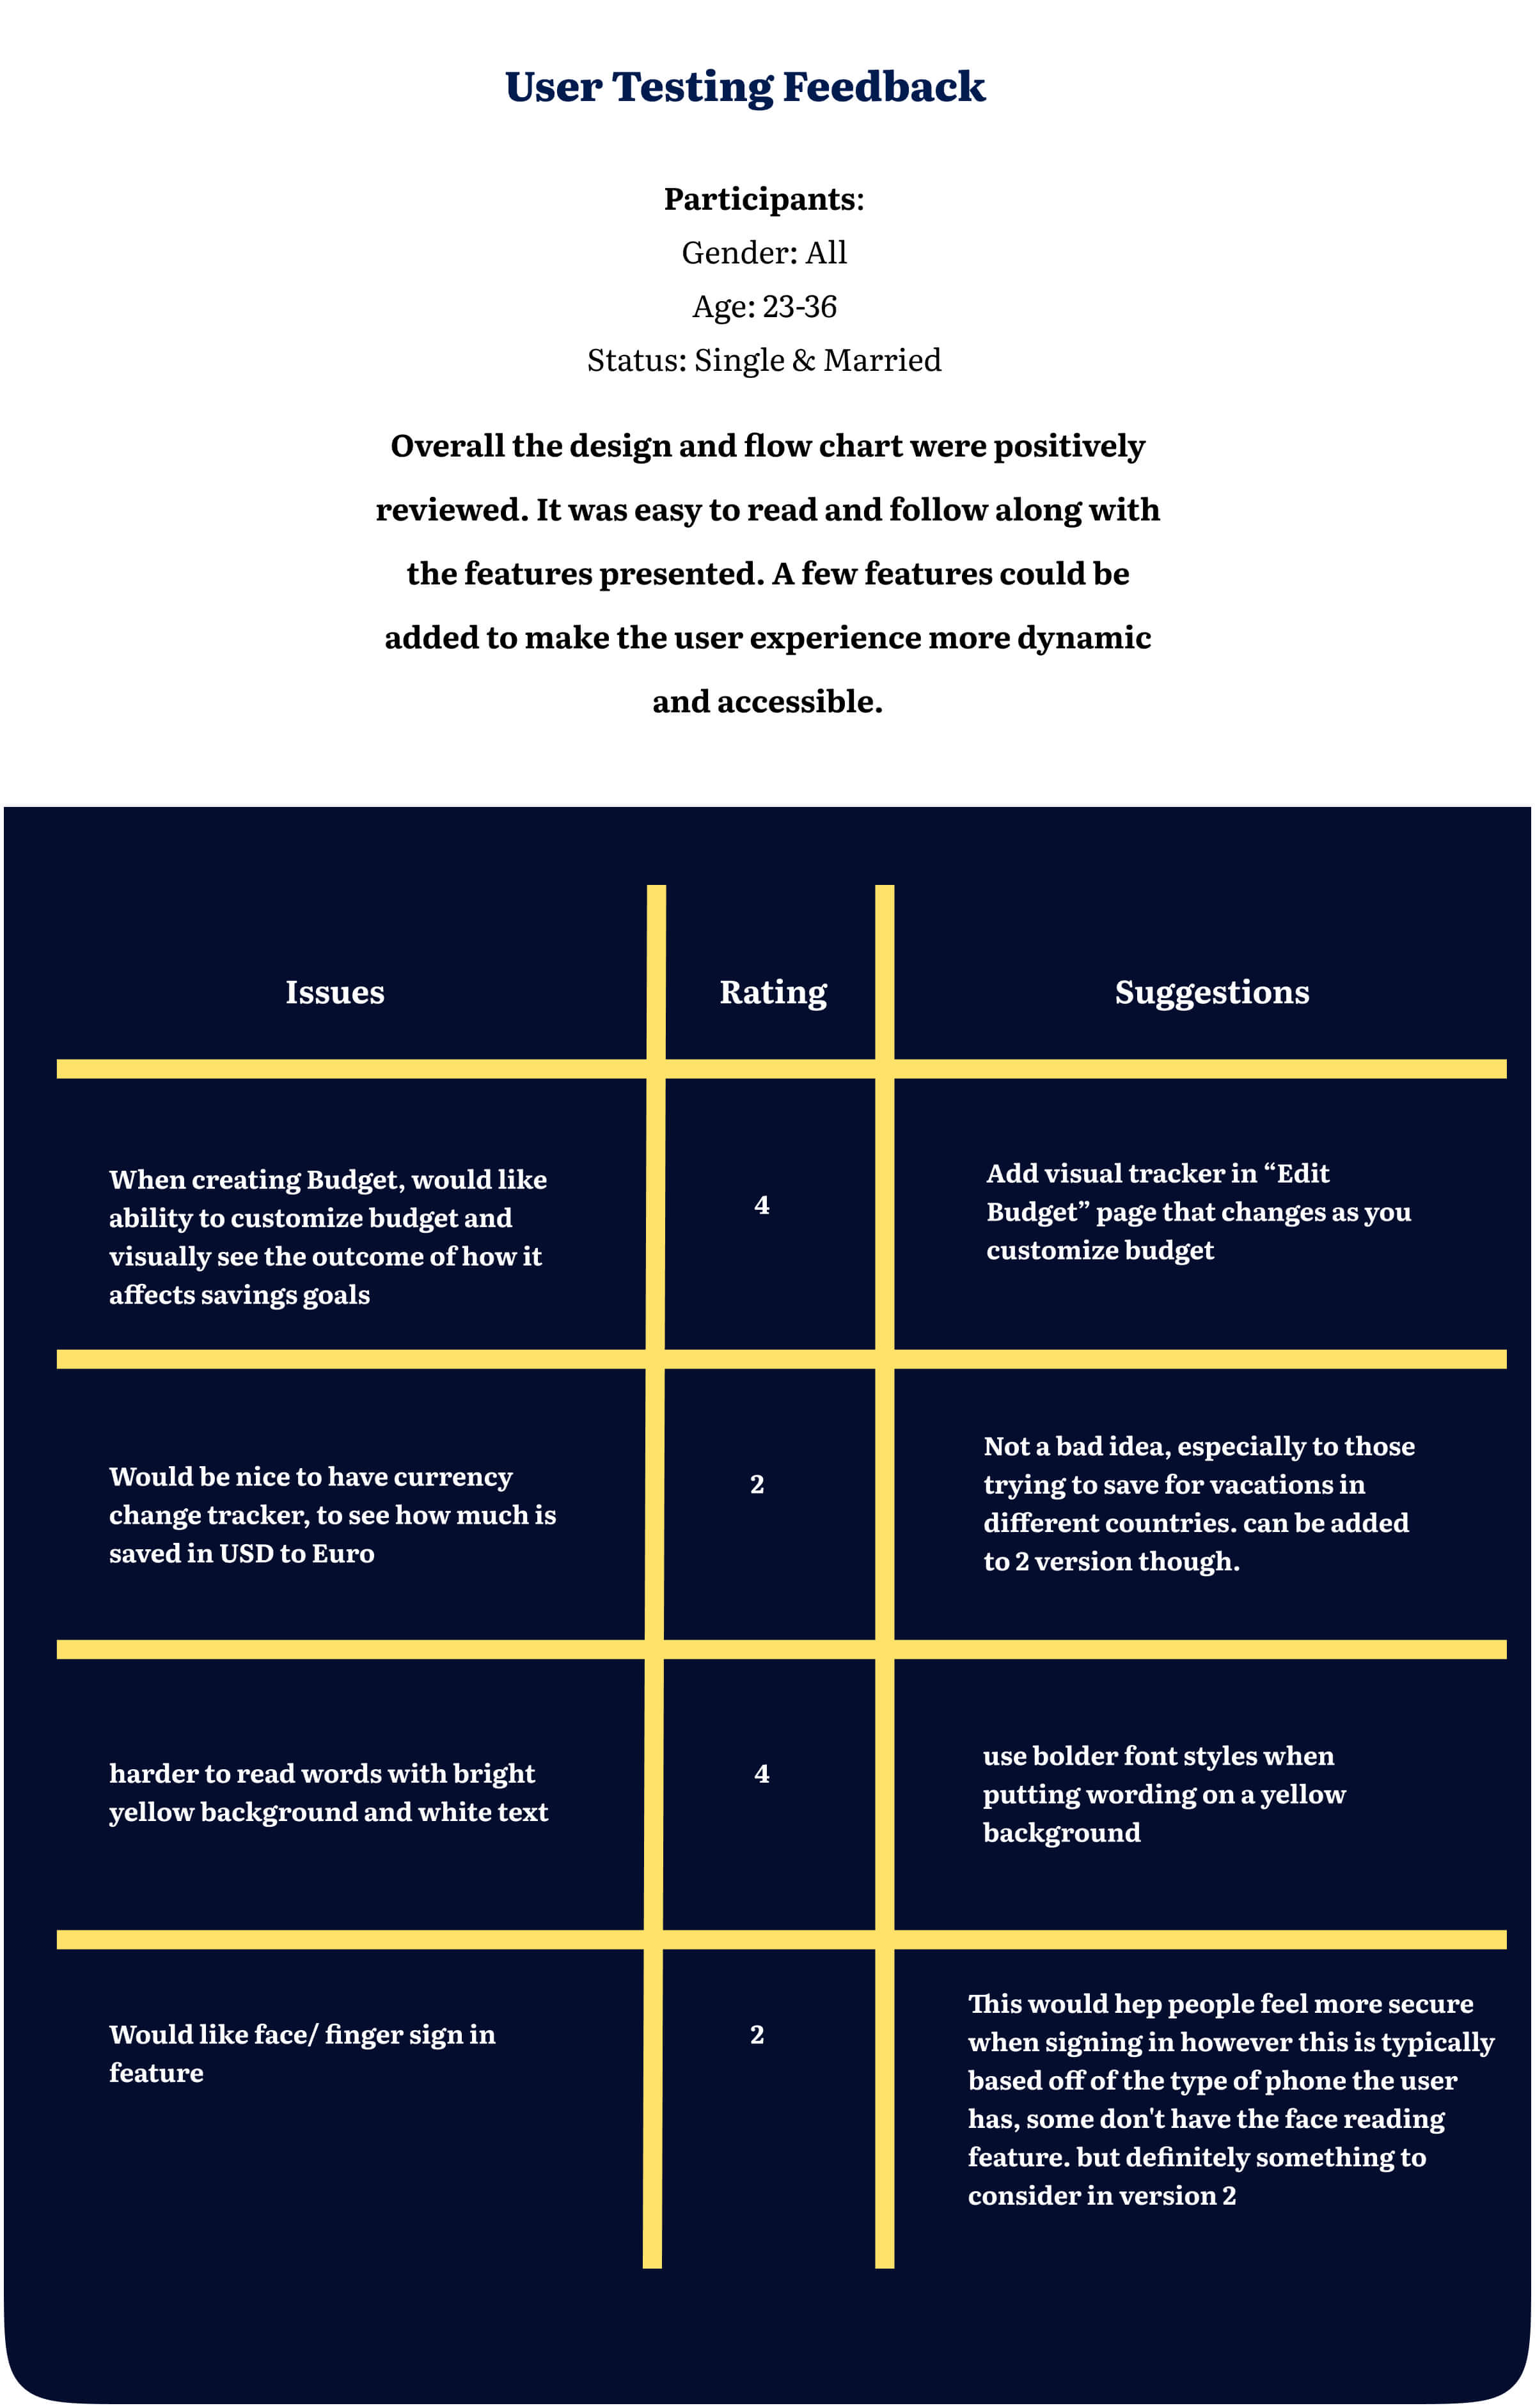 User Testing Feedback
Participants:
Gender: All
Age: 23-36
Status: Single & Married
Overall the design and flow chart were positively
reviewed. It was easy to read and follow along with
the features presented. A few features could be
added to make the user experience more dynamic
and accessible.
Issues
Rating
Suggestions
When creating Budget, would like
ability to customize budget and
visually see the outcome of how it
affects savings goals
4
Add visual tracker in “Edit
Budget” page that changes as you
customize budget
Would be nice to have currency
change tracker, to see how much is
saved in USD to Euro
2
Not a bad idea, especially to those
trying to save for vacations in
different countries. can be added
to 2 version though.
harder to read words with bright
yellow background and white text
4
use bolder font styles when
putting wording on a yellow
background
Would like face/ finger sign in
feature
2
This would hep people feel more secure
when signing in however this is typically
based off of the type of phone the user
has, some don't have the face reading
feature. but definitely something to
consider in version 2